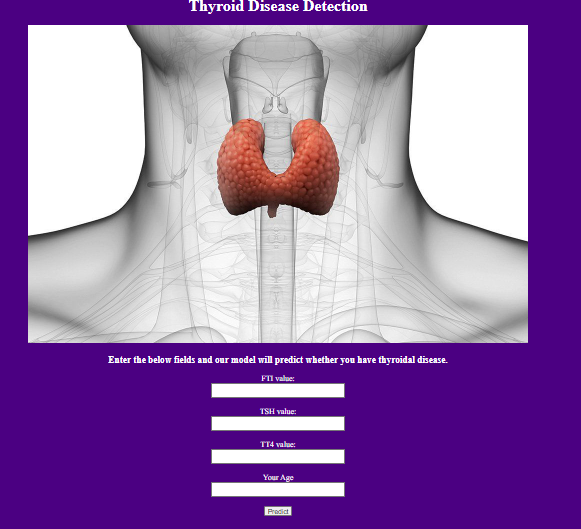 Thyroid Disease Detection
Enter the below fields and our model will predict whether you have thyroidal disease.
FTI value:
TSH value:
TT4 value:
Your Age
Predict